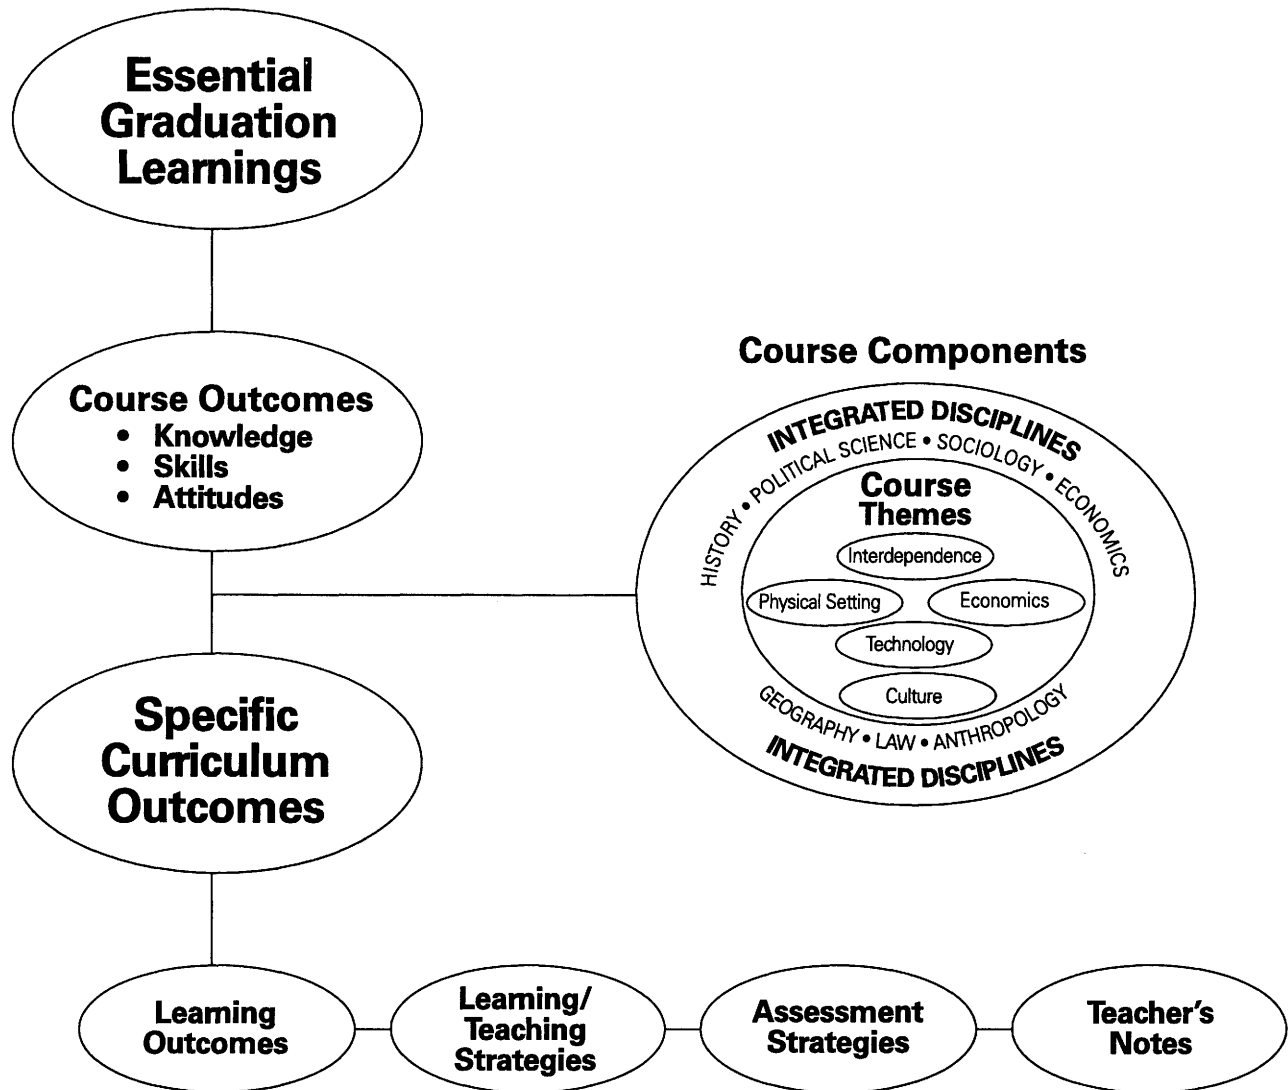 Essential
Graduation
Learnings
Course Outcomes
• Knowledge
• Skills
• Attitudes
Course Components
INTEGRATED DISCIPLINES
HISTORY • POLITICAL SCIENCE • SOCIOLOGY • ECONOMICS
Course
Themes
Interdependence
Physical Setting
Economics
Technology
Culture
GEOGRAPHY • LAW • ANTHROPOLOGY
INTEGRATED DISCIPLINES
Specific
Curriculum
Outcomes
Learning
Outcomes
Learning/
Teaching
Strategies
Assessment
Strategies
Teacher's
Notes